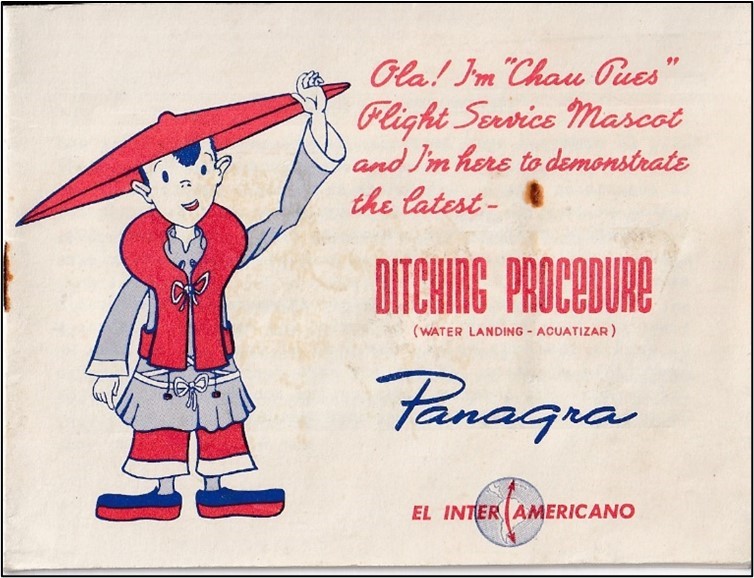 Ola! I'm "Chau Pues"
Flight Service Mascot
and I'm here to demonstrate
the latest -
DITCHING PROCEDURE
(WATER LANDING - ACUATIZAR)
Panagra
EL INTER AMERICANO